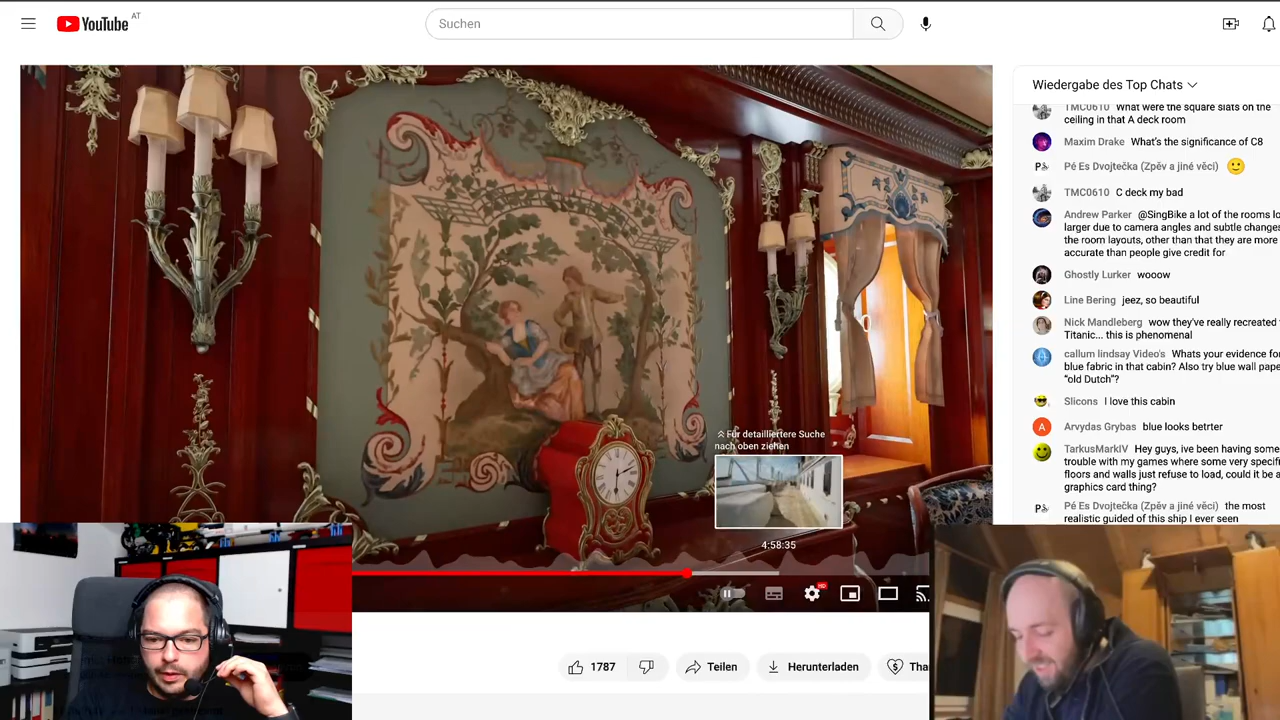 YouTube AT
Suchen
Wiedergabe des Top Chats
TMC0610 What were the square slats on the
ceiling in that A deck room
Maxim Drake What's the significance of C8
Pé Es Dvojtečka (Zpěv a jiné věci)
TMC0610 C deck my bad
Andrew Parker @SingBike a lot of the rooms
larger due to camera angles and subtle changes
the room layouts, other than that they are more
accurate than people give credit for
Ghostly Lurker wooow
Line Bering jeez, so beautiful
Nick Mandleberg wow they've really recreated
Titanic... this is phenomenal
callum lindsay Video's Whats your evidence for
blue fabric in that cabin? Also try blue wall
"old Dutch"?
Slicons I love this cabin
A Arvydas Grybas blue looks betrter
TarkusMarkIV Hey guys, ive been having some
trouble with my games where some very
floors and walls just refuse to load, could it be a
graphics card thing?
Pé Es Dvojtečka (Zpěv a jiné věci) the most
realistic guided of this ship I ever seen
Für detailliertere Suche
nach oben ziehen
4:58:35
HD
1787
Teilen
Herunterladen